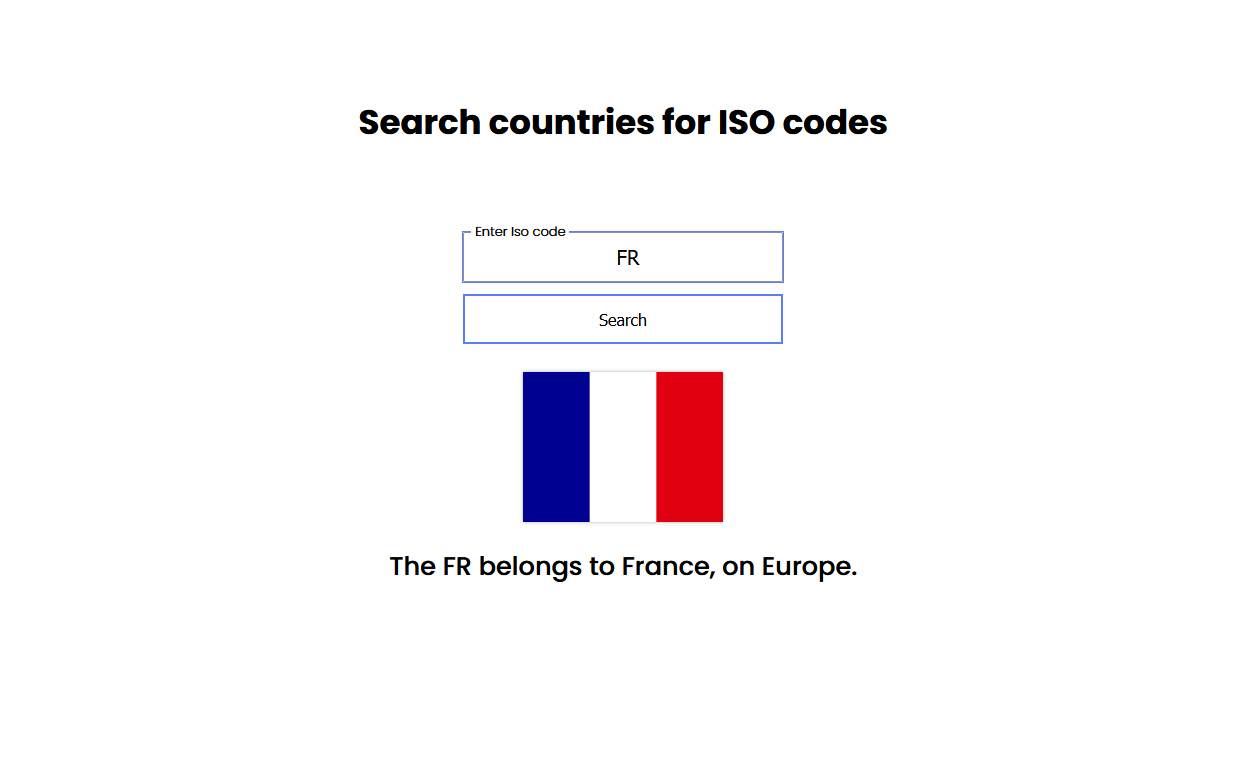 Search countries for ISO codes
Enter Iso code
FR
Search
The FR belongs to France, on Europe.